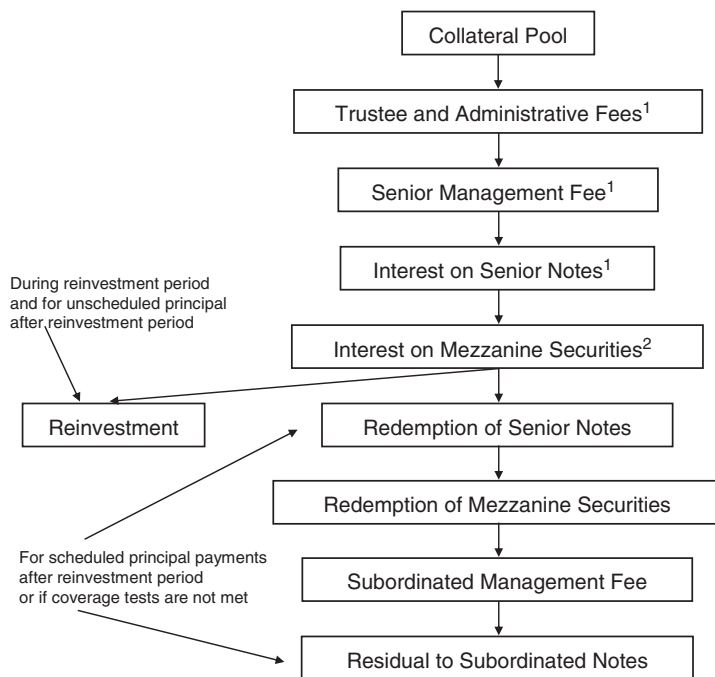 Collateral Pool
Trustee and Administrative Fees¹
Senior Management Fee¹
Interest on Senior Notes¹
During reinvestment period
and for unscheduled principal
after reinvestment period
Interest on Mezzanine Securities²
Reinvestment
Redemption of Senior Notes
Redemption of Mezzanine Securities
For scheduled principal payments
after reinvestment period
or if coverage tests are not met
Subordinated Management Fee
Residual to Subordinated Notes